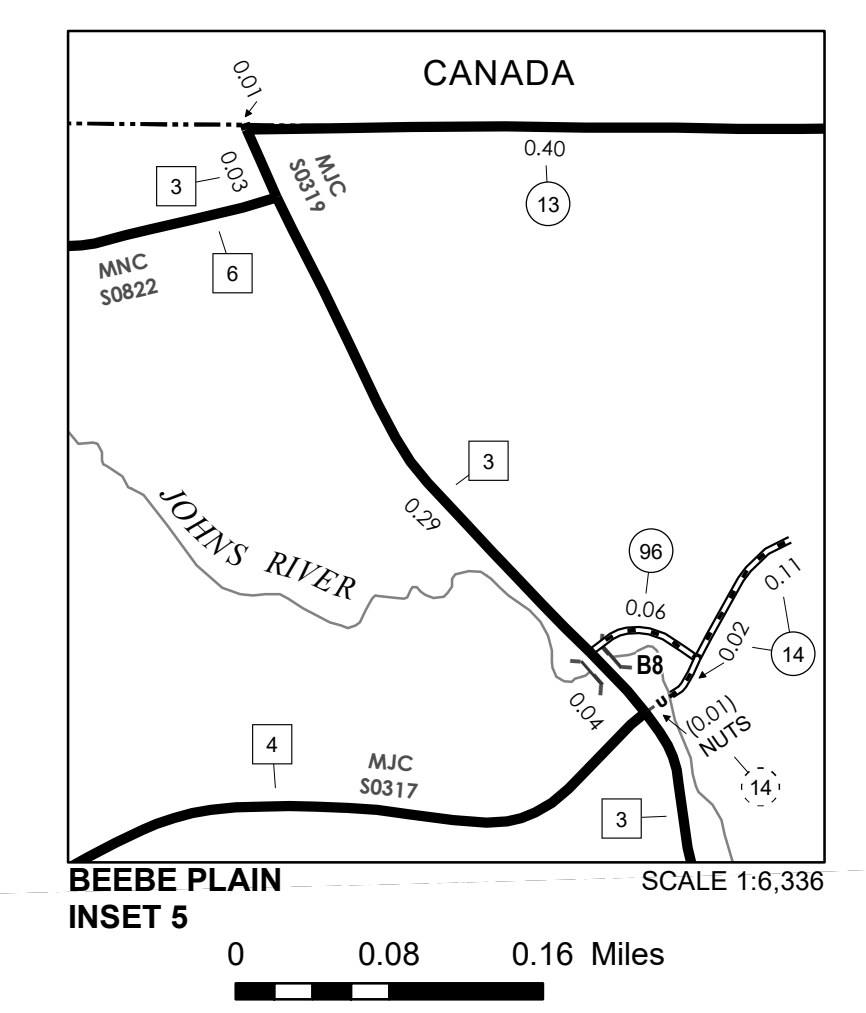 CANADA
0.01
0.40
13
3
0.03
MJC
S0319
MNC
S0822
6
3
0.29
JOHNS RIVER
96
0.06
0.11
0.02
14
B8
U
0.04
(0.01)
NUTS
14
4
MJC
S0317
3
BEEBE PLAIN
SCALE 1:6,336
INSET 5
0 0.08 0.16 Miles